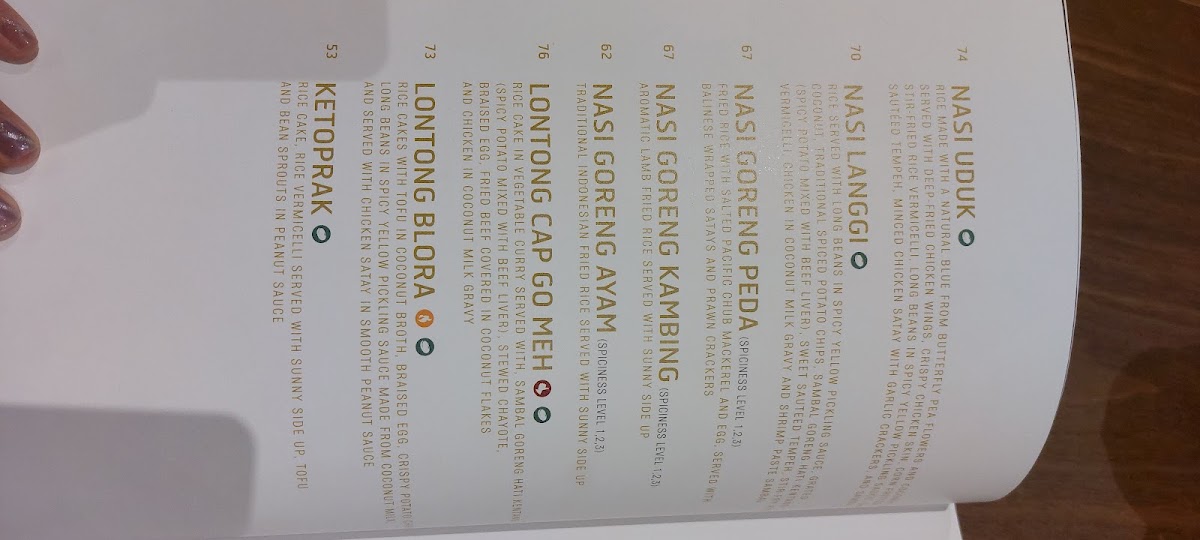 74 NASI UDUK
RICE MADE WITH A NATURAL BLUE FROM BUTTERFLY PEA FLOWERS AND
SERVED WITH DEEP-FRIED CHICKEN WINGS, CRISPY CHICKEN SKIN AND
STIR-FRIED RICE VERMICELLI, LONG BEANS IN SPICY YELLOW PICKLING
SAUTÉED TEMPEH, MINCED CHICKEN SATAY WITH GARLIC CRACKERS,
70 NASI LANGGI
RICE SERVED WITH LONG BEANS IN SPICY YELLOW PICKLING SAUCE, GRATED
COCONUT, TRADITIONAL SPICED POTATO CHIPS, SAMBAL GORENG HATI
(SPICY POTATO MIXED WITH BEEF LIVER), SWEET SAUTEED TEMPEH,
VERMICELLI, CHICKEN IN COCONUT MILK GRAVY AND SHRIMP PASTE SAMBAL
67 NASI GORENG PEDA (SPICINESS LEVEL 1,2,3)
FRIED RICE WITH SALTED PACIFIC CHUB MACKEREL AND EGG, SERVED WITH
BALINESE WRAPPED SATAYS AND PRAWN CRACKERS
67 NASI GORENG KAMBING (SPICINESS LEVEL 1,2,3)
AROMATIC LAMB FRIED RICE SERVED WITH SUNNY SIDE UP
62 NASI GORENG AYAM (SPICINESS LEVEL 1,2,3)
TRADITIONAL INDONESIAN FRIED RICE SERVED WITH SUNNY SIDE UP
76 LONTONG CAP GO MEH
RICE CAKE IN VEGETABLE CURRY SERVED WITH SAMBAL GORENG HATI KENTANG
(SPICY POTATO MIXED WITH BEEF LIVER), STEWED CHAYOTE,
BRAISED EGG, FRIED BEEF COVERED IN COCONUT FLAKES
AND CHICKEN IN COCONUT MILK GRAVY
73 LONTONG BLORA
RICE CAKES WITH TOFU IN COCONUT BROTH, BRAISED EGG, CRISPY POTATO
LONG BEANS IN SPICY YELLOW PICKLING SAUCE MADE FROM COCONUT MILK
AND SERVED WITH CHICKEN SATAY IN SMOOTH PEANUT SAUCE
53 KETOPRAK
RICE CAKE, RICE VERMICELLI SERVED WITH SUNNY SIDE UP, TOFU
AND BEAN SPROUTS IN PEANUT SAUCE